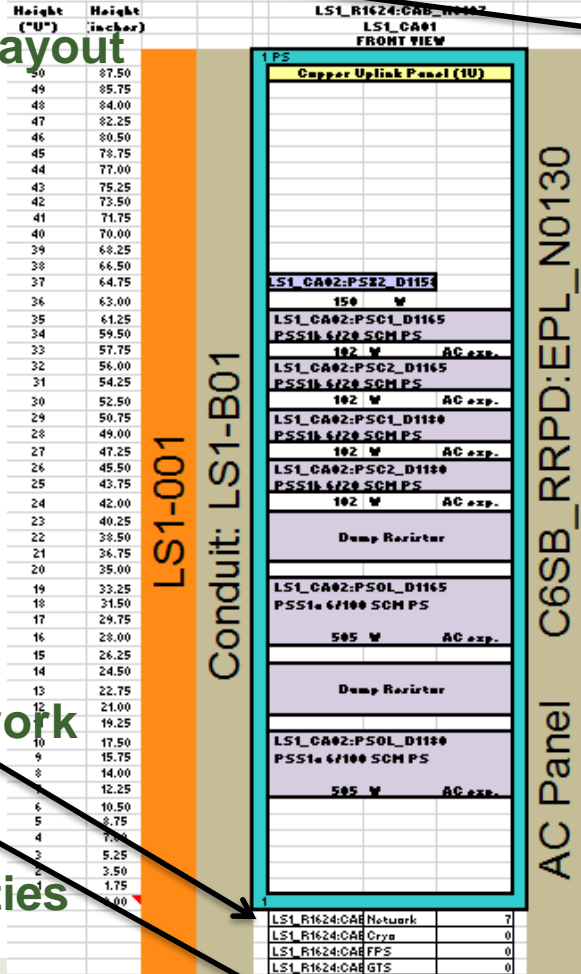 Height Height LS1_R1624:CAB_N0107
("U") (inches) LS1_CA01
FRONT VIEW
ayout
1 PS
50 87.50 Copper Uplink Panel (1U)
49 85.75
48 84.00
47 82.25
46 80.50
45 78.75
44 77.00
43 75.25
42 73.50
41 71.75
40 70.00
39 68.25
38 66.50
37 64.75 LS1_CA02:PSX2_D1158
36 63.00 150 W
35 61.25 LS1_CA02:PSC1_D1165
34 59.50 PSS1b 6/20 SCM PS
33 57.75 102 W AC exp.
32 56.00 LS1_CA02:PSC2_D1165
31 54.25 PSS1b 6/20 SCM PS
30 52.50 102 W AC exp.
29 50.75 LS1_CA02:PSC1_D1180
28 49.00 PSS1b 6/20 SCM PS
27 47.25 102 W AC exp.
26 45.50 LS1_CA02:PSC2_D1180
25 43.75 PSS1b 6/20 SCM PS
24 42.00 102 W AC exp.
23 40.25
22 38.50 Dump Resistor
21 36.75
20 35.00
19 33.25 LS1_CA02:PSOL_D1165
18 31.50 PSS1a 6/100 SCM PS
17 29.75
16 28.00 505 W AC exp.
15 26.25
14 24.50
13 22.75 Dump Resistor
12 21.00
19.25
work
10 17.50 LS1_CA02:PSOL_D1180
9 15.75 PSS1a 6/100 SCM PS
8 14.00
12.25 505 W AC exp.
6 10.50
5 8.75
4 7.00
3 5.25
2 3.50
1 1.75
ties
0.00 1
LS1-001
Conduit: LS1-B01
AC Panel C6SB_RRPD:EPL_N0130
LS1_R1624:CAB Network 7
LS1_R1624:CAB Cryo 0
LS1_R1624:CAB FPS 0
LS1_R1624:CAB GTS 0